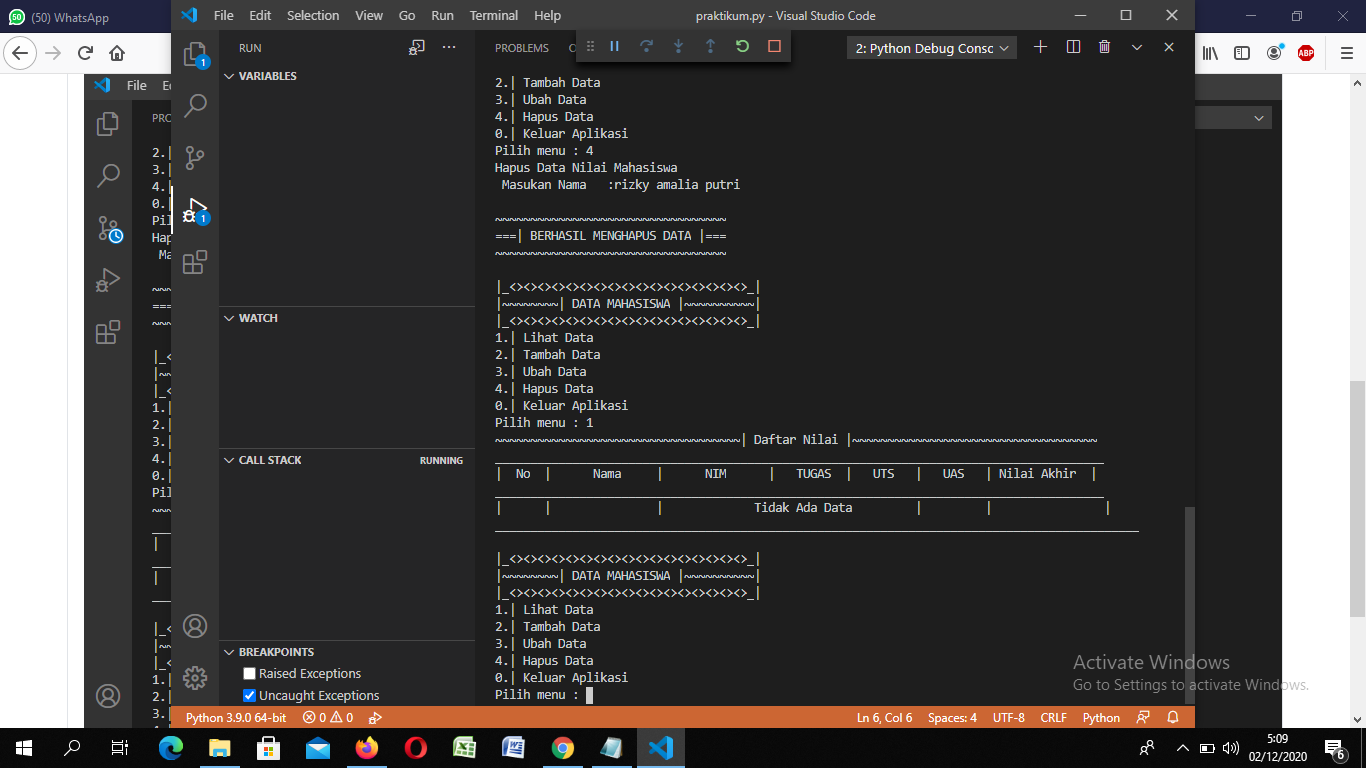 (50) WhatsApp
File Edit Selection View Go Run Terminal Help
praktikum.py - Visual Studio Code
File
RUN
PROBLEMS
2: Python Debug Consc
ABP
VARIABLES
WATCH
CALL STACK
RUNNING
BREAKPOINTS
Raised Exceptions
Uncaught Exceptions
2.| Tambah Data
3.| Ubah Data
4.| Hapus Data
0.| Keluar Aplikasi
Pilih menu : 4
Hapus Data Nilai Mahasiswa
Masukan Nama :rizky amalia putri
~~~~~~~~~~~~~~~~~~~~~~~~~~~~~~~~~
===| BERHASIL MENGHAPUS DATA |===
~~~~~~~~~~~~~~~~~~~~~~~~~~~~~~~~~
|_<><><><><><><><><><><><><><><><><>_|
|~~~~~~~~| DATA MAHASISWA |~~~~~~~~~~|
|_<><><><><><><><><><><><><><><><><>_|
1.| Lihat Data
2.| Tambah Data
3.| Ubah Data
4.| Hapus Data
0.| Keluar Aplikasi
Pilih menu : 1
~~~~~~~~~~~~~~~~~~~~~~~~~~~~~~~~~~~| Daftar Nilai |~~~~~~~~~~~~~~~~~~~~~~~~~~~~~~~~~~~
| No | Nama | NIM | TUGAS | UTS | UAS | Nilai Akhir |
| | | Tidak Ada Data | | |
|_<><><><><><><><><><><><><><><><><>_|
|~~~~~~~~| DATA MAHASISWA |~~~~~~~~~~|
|_<><><><><><><><><><><><><><><><><>_|
1.| Lihat Data
2.| Tambah Data
3.| Ubah Data
4.| Hapus Data
0.| Keluar Aplikasi
Pilih menu :
Activate Windows
Go to Settings to activate Windows.
Python 3.9.0 64-bit 0 0 Ln 6, Col 6 Spaces: 4 UTF-8 CRLF Python
5:09
02/12/2020
6